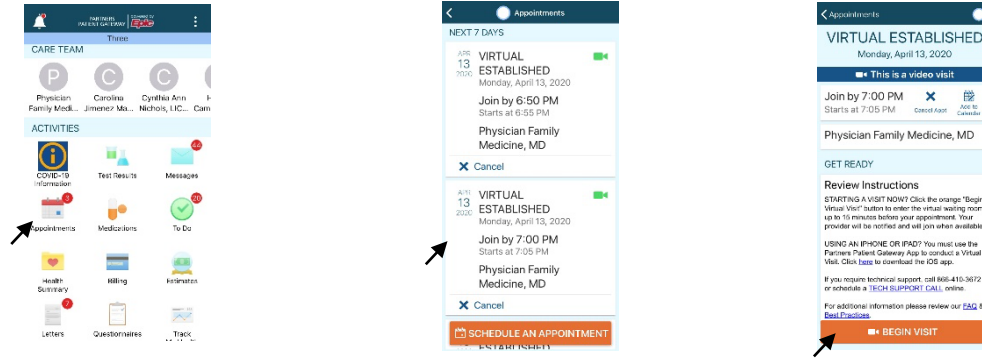 PARTNERS
PATIENT GATEWAY
Epic
Three
CARE TEAM
P
C
C
Physician
Family Medi...
Carolina
Jimenez Ma...
Cynthia Ann
Nichols, LIC...
H
Cam
ACTIVITIES
COVID-19
Information
Test Results
44
Messages
3
Appointments
Medications
20
To Do
Health
Summary
Billing
Estimates
7
Letters
Questionnaires
Track
Appointments
NEXT 7 DAYS
APR
13
2020
VIRTUAL
ESTABLISHED
Monday, April 13, 2020
Join by 6:50 PM
Starts at 6:55 PM
Physician Family
Medicine, MD
Cancel
APR
13
2020
VIRTUAL
ESTABLISHED
Monday, April 13, 2020
Join by 7:00 PM
Starts at 7:05 PM
Physician Family
Medicine, MD
Cancel
SCHEDULE AN APPOINTMENT
ESTABLISHED
Appointments
VIRTUAL ESTABLISHED
Monday, April 13, 2020
This is a video visit
Join by 7:00 PM
Starts at 7:05 PM
Cancel Appt
Add to
Calendar
Physician Family Medicine, MD
GET READY
Review Instructions
STARTING A VISIT NOW? Click the orange "Begin
Virtual Visit" button to enter the virtual waiting room
up to 15 minutes before your appointment. Your
provider will be notified and will join when available
USING AN IPHONE OR IPAD? You must use the
Partners Patient Gateway App to conduct a Virtual
Visit. Click here to download the iOS app.
If you require technical support, call 866-410-3672
or schedule a TECH SUPPORT CALL online.
For additional information please review our FAQ &
Best Practices.
BEGIN VISIT